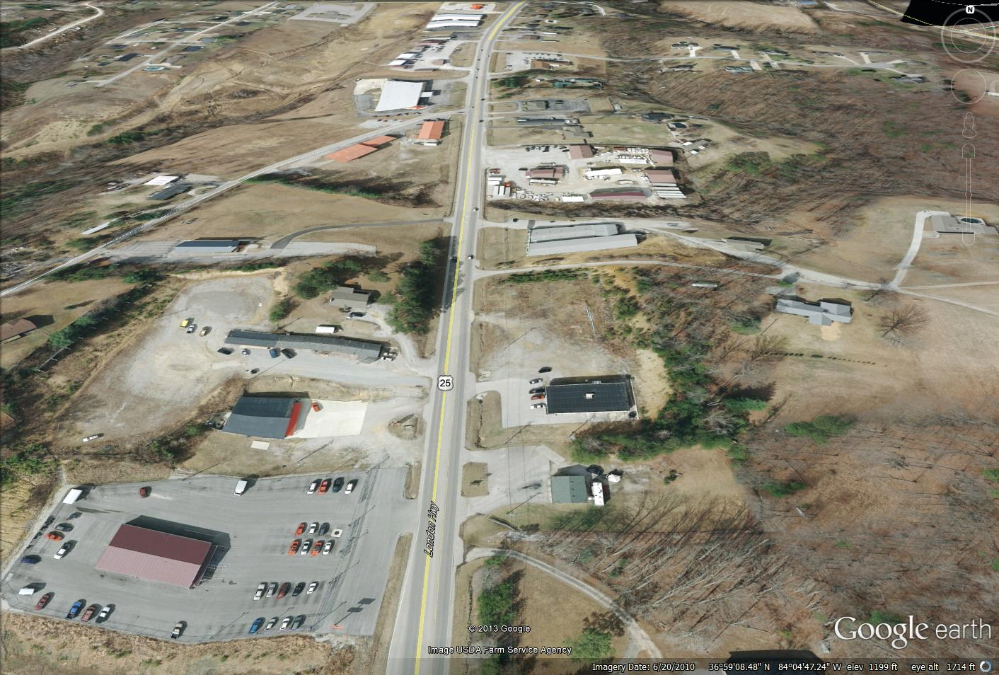 N
25
London Hwy
© 2013 Google
Image USDA Farm Service Agency
Google earth
Imagery Date: 6/20/2010 36°59'08.48" N 84°04'47.24" W elev 1199 ft eye alt 1714 ft